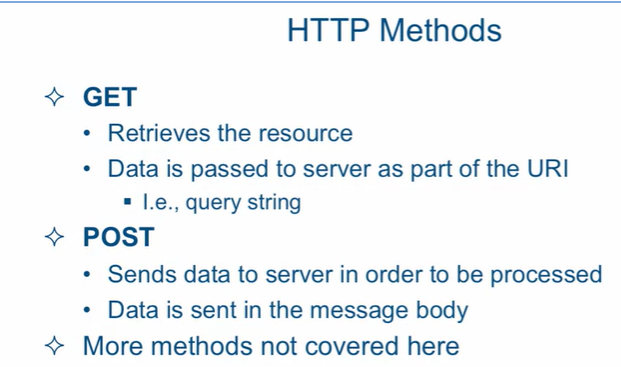 HTTP Methods
✧ GET
• Retrieves the resource
• Data is passed to server as part of the URI
▪ I.e., query string
✧ POST
• Sends data to server in order to be processed
• Data is sent in the message body
✧ More methods not covered here